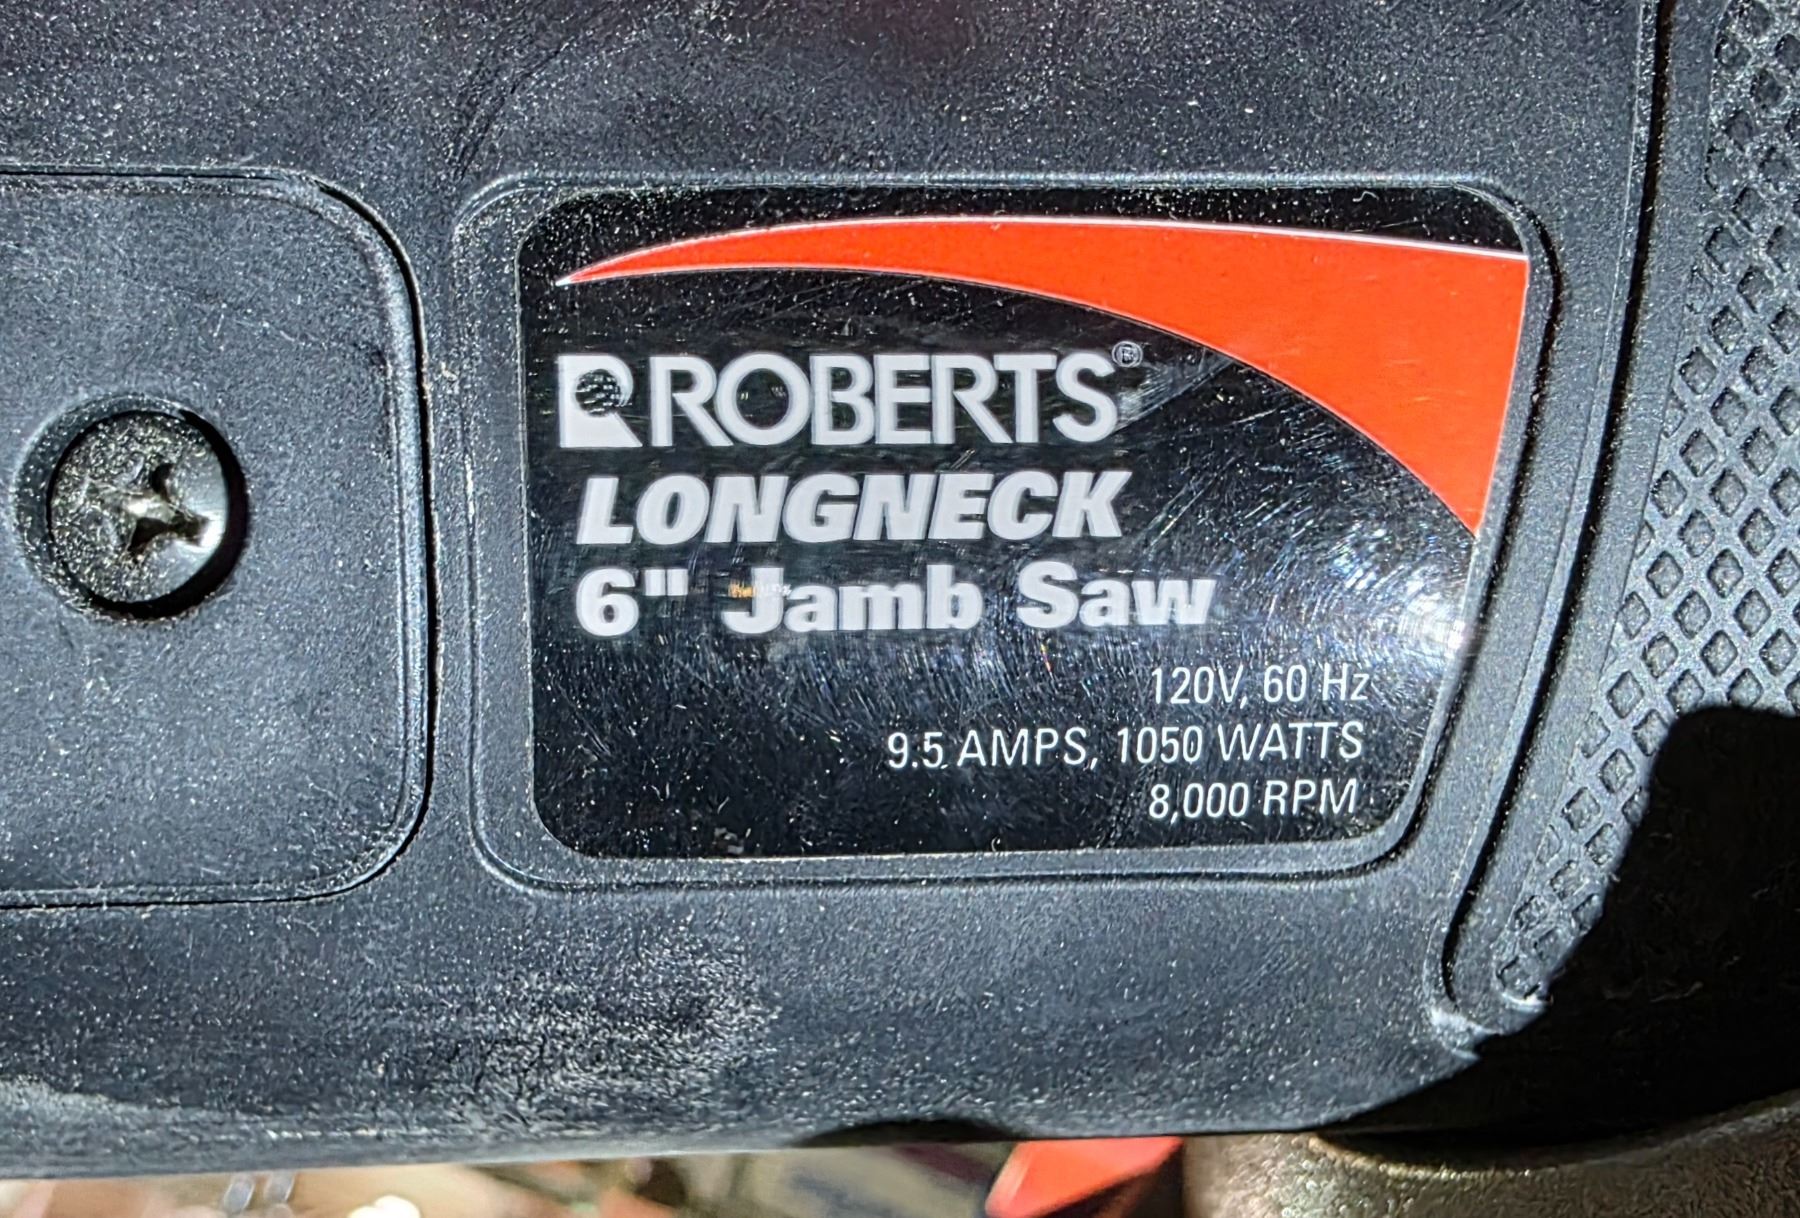 ROBERTS®
LONGNECK
6" Jamb Saw
120V, 60 Hz
9.5 AMPS, 1050 WATTS
8,000 RPM